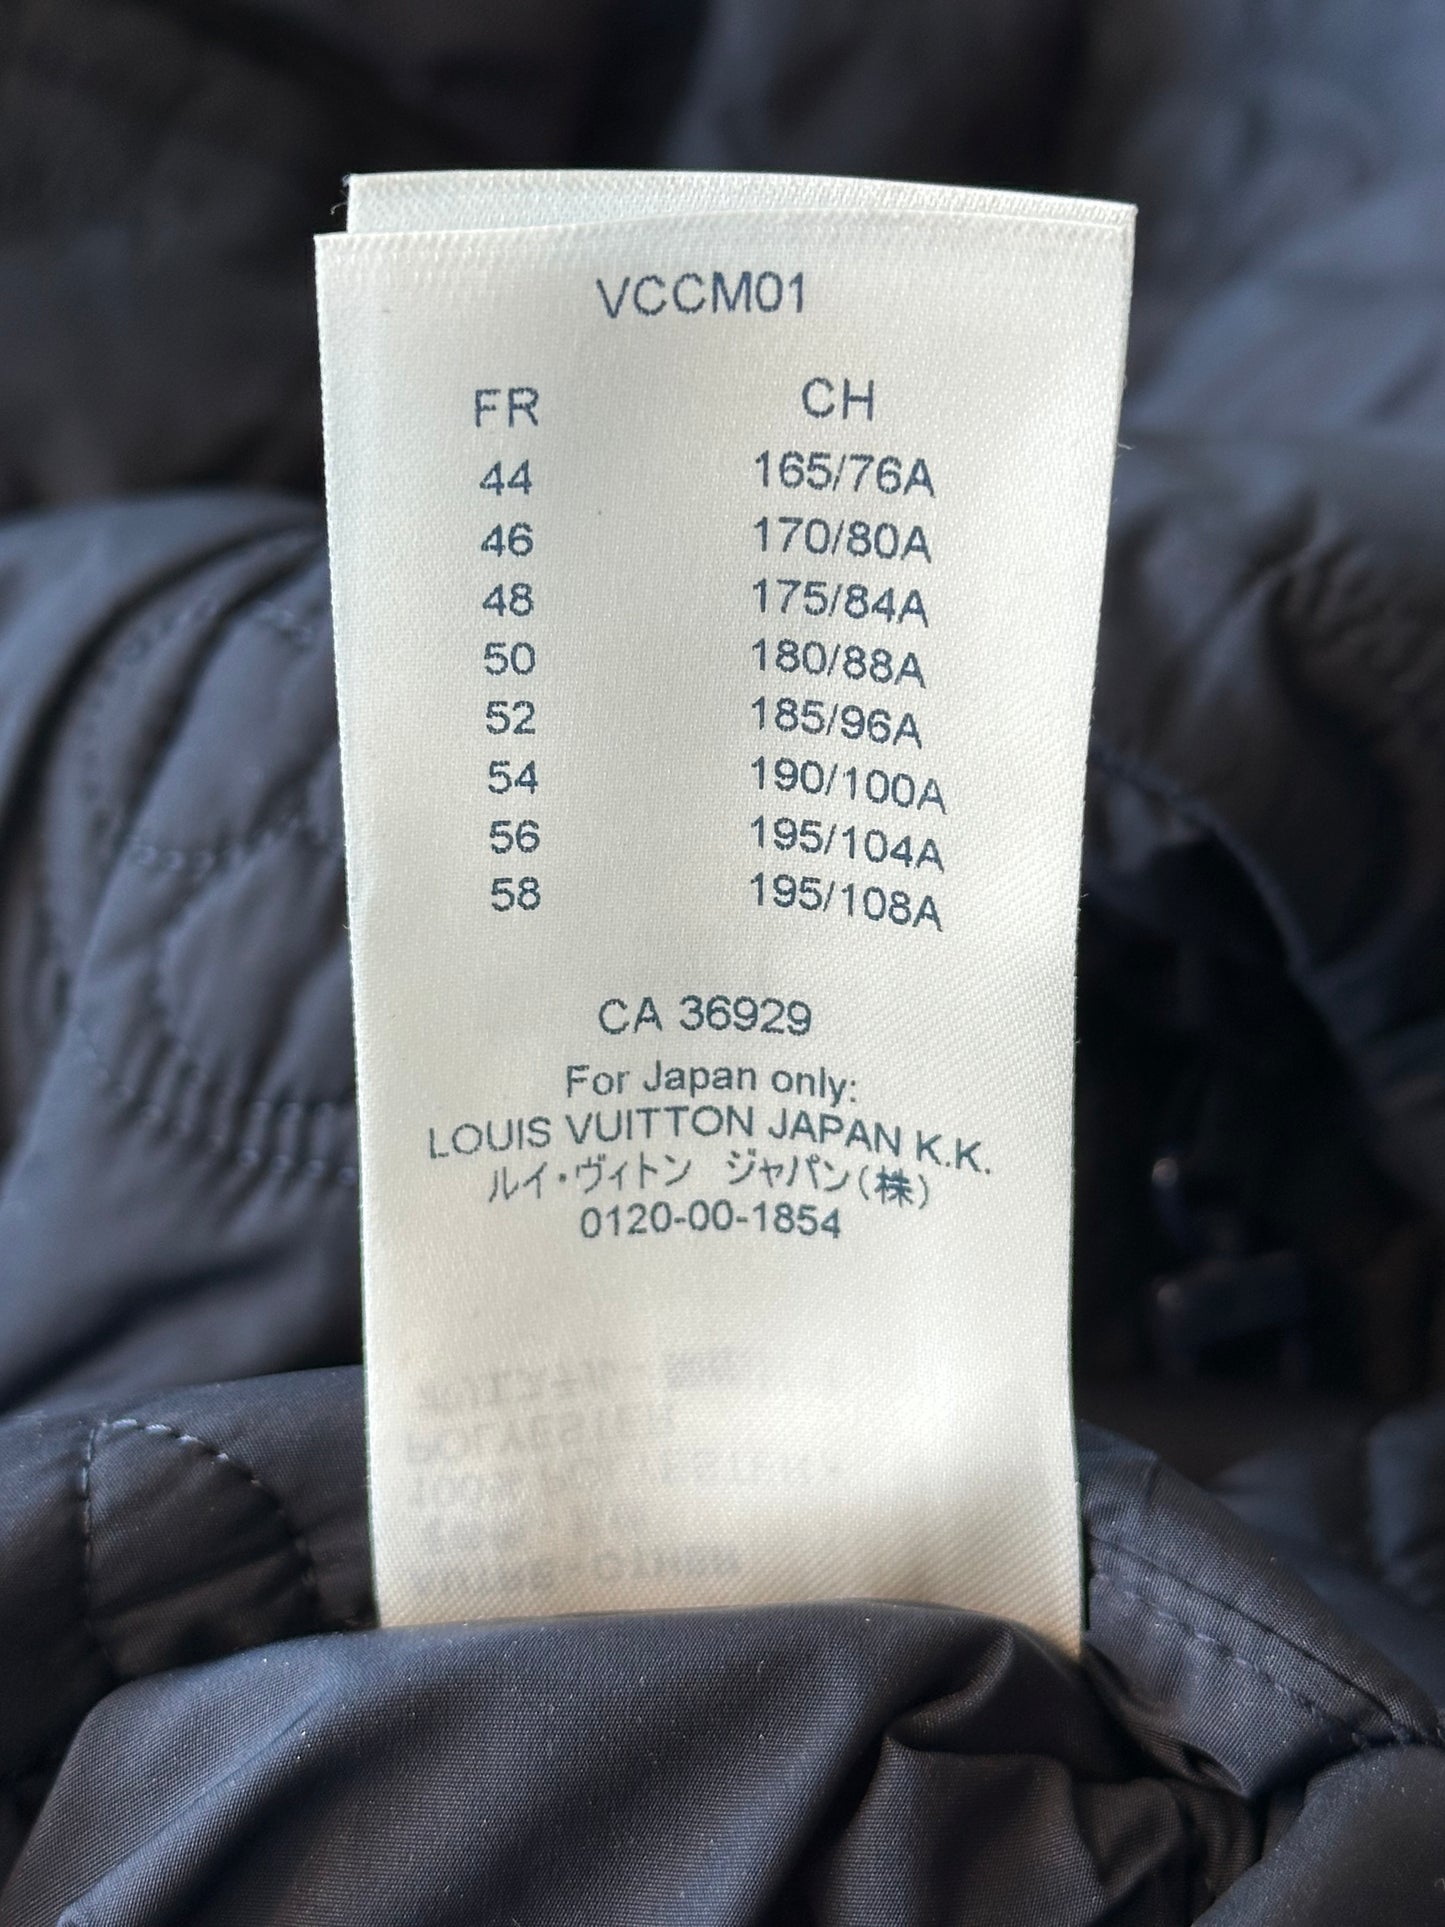 VCCM01
FR CH
44 165/76A
46 170/80A
48 175/84A
50 180/88A
52 185/96A
54 190/100A
56 195/104A
58 195/108A
CA 36929
For Japan only:
LOUIS VUITTON JAPAN K.K.
ルイ・ヴィトン ジャパン(株)
0120-00-1854
POLYESTER
100%